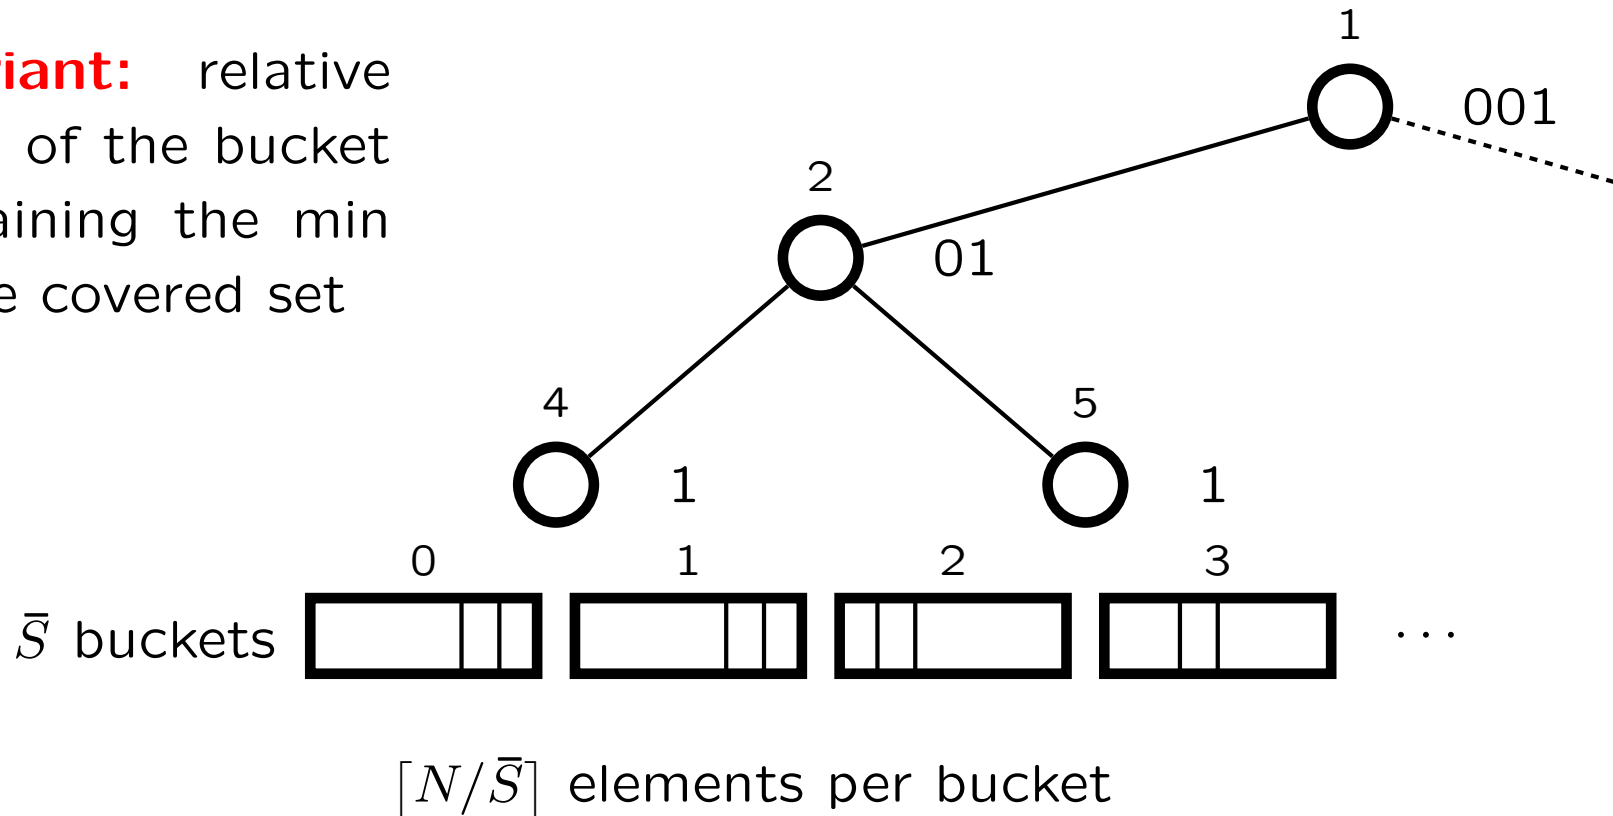 riant: relative
of the bucket
aining the min
e covered set
1
001
2
01
4
5
1
1
0 1 2 3
S̄ buckets ...
⌈N/S̄⌉ elements per bucket